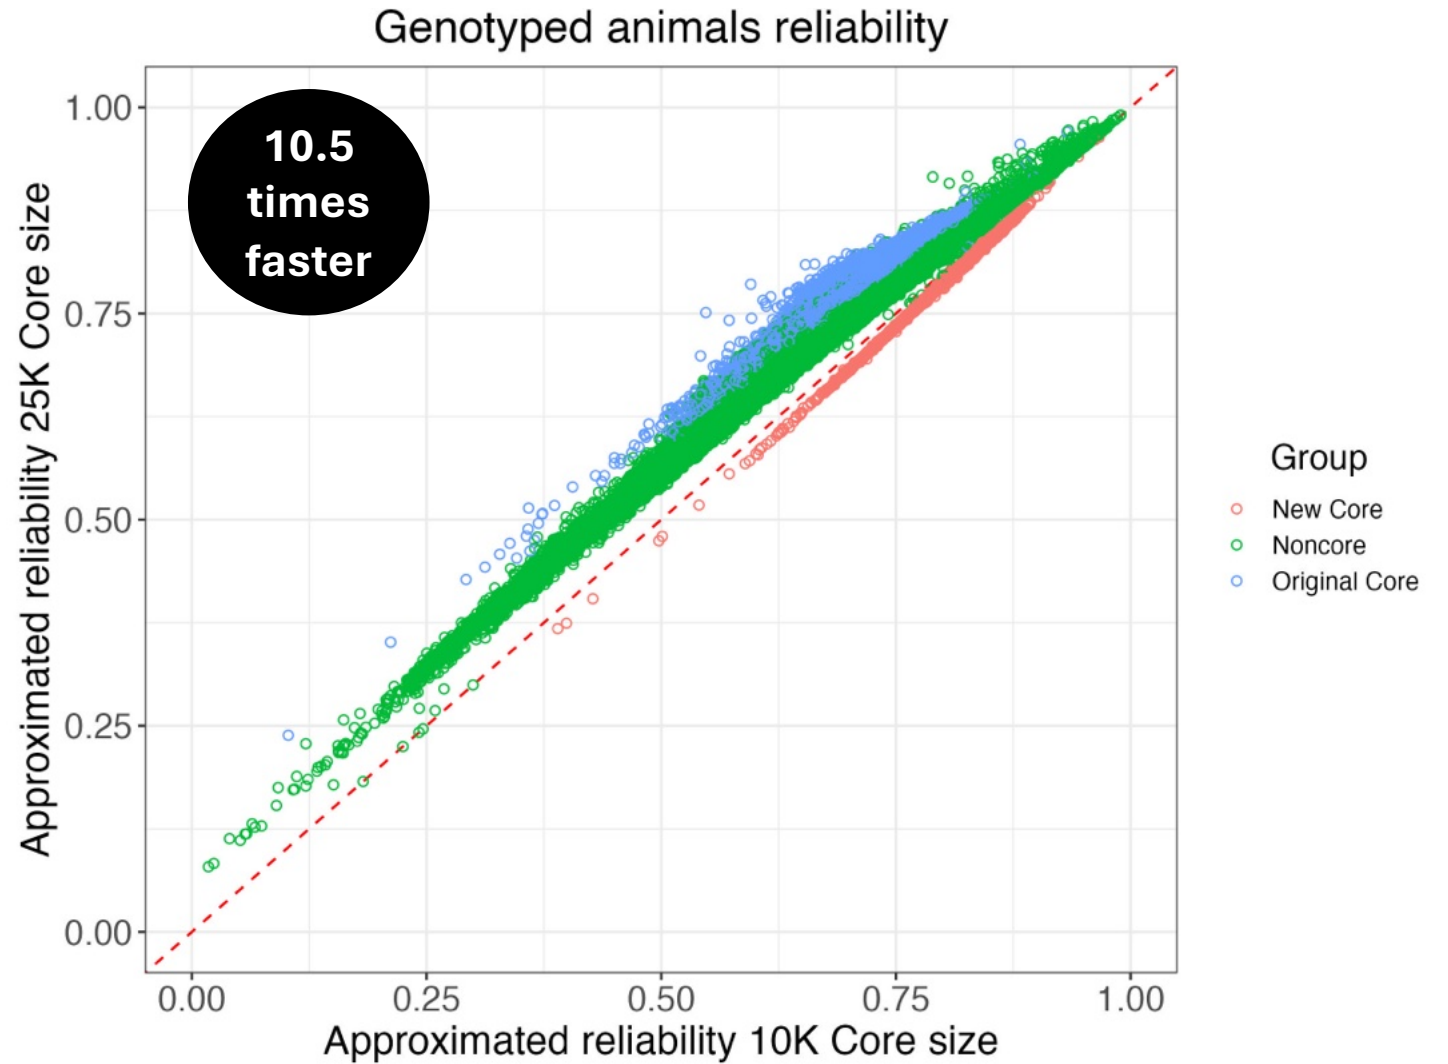 Genotyped animals reliability
10.5
times
faster
Approximated reliability 25K Core size
1.00
0.75
0.50
0.25
0.00
0.00 0.25 0.50 0.75 1.00
Approximated reliability 10K Core size
Group
New Core
Noncore
Original Core